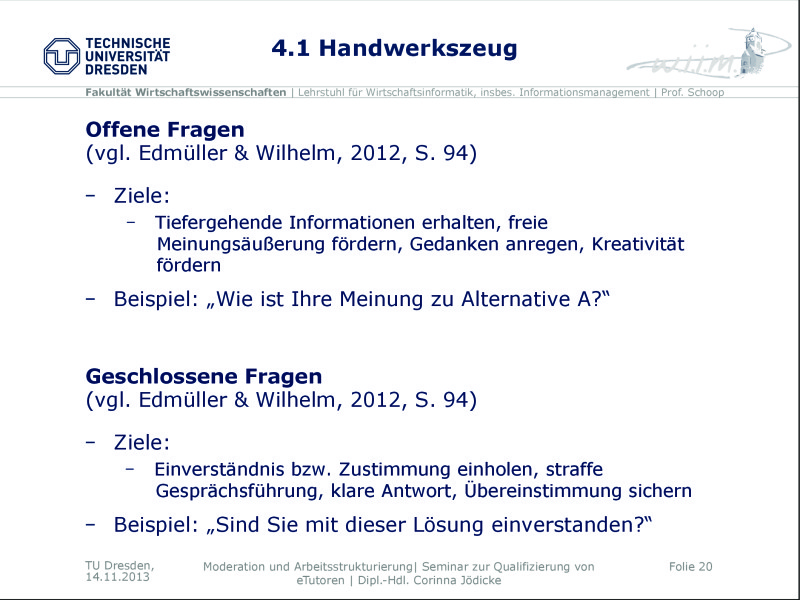 TECHNISCHE
UNIVERSITÄT
DRESDEN
4.1 Handwerkszeug
w.i.i.m.
Fakultät Wirtschaftswissenschaften | Lehrstuhl für Wirtschaftsinformatik, insbes. Informationsmanagement | Prof. Schoop
Offene Fragen
(vgl. Edmüller & Wilhelm, 2012, S. 94)
– Ziele:
– Tiefergehende Informationen erhalten, freie
Meinungsäußerung fördern, Gedanken anregen, Kreativität
fördern
– Beispiel: „Wie ist Ihre Meinung zu Alternative A?“
Geschlossene Fragen
(vgl. Edmüller & Wilhelm, 2012, S. 94)
– Ziele:
– Einverständnis bzw. Zustimmung einholen, straffe
Gesprächsführung, klare Antwort, Übereinstimmung sichern
– Beispiel: „Sind Sie mit dieser Lösung einverstanden?“
TU Dresden,
14.11.2013
Moderation und Arbeitsstrukturierung| Seminar zur Qualifizierung von
eTutoren | Dipl.-Hdl. Corinna Jödicke
Folie 20